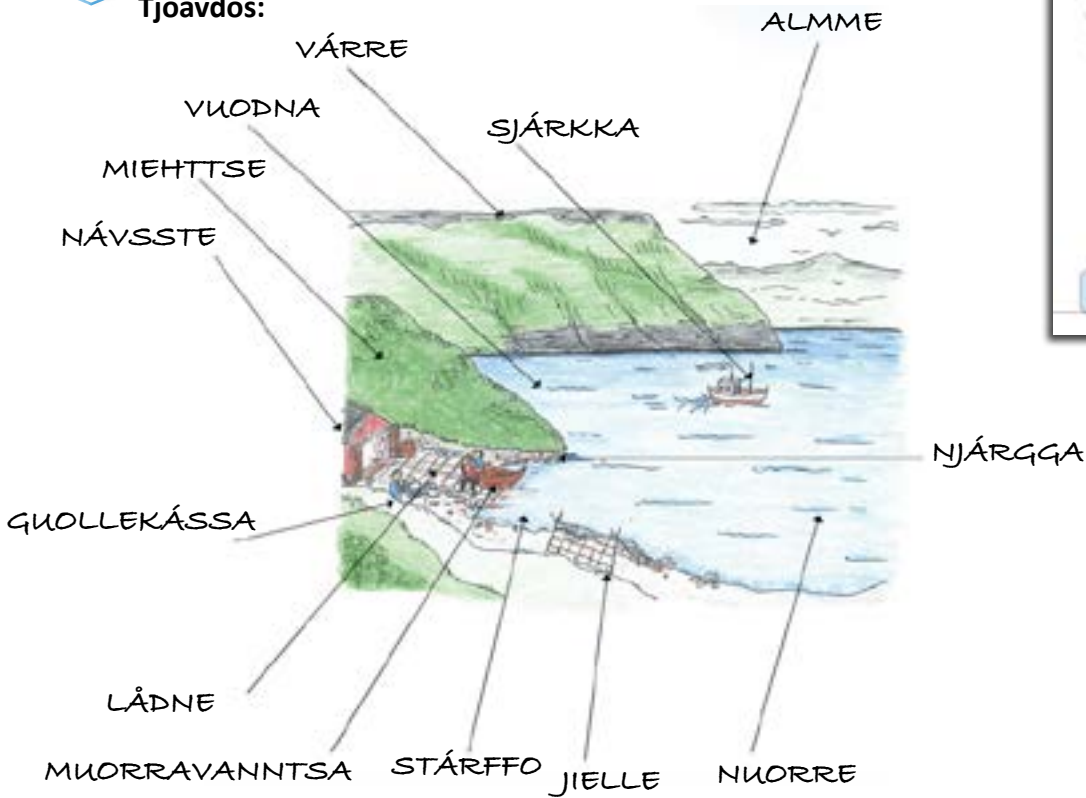 Tjoavdos:
ALMME
VÁRRE
VUODNA
SJÁRKKA
MIEHTTSE
NÁVSSTE
NJÁRGGA
GUOLLEKÁSSA
LÅDNE
MUORRAVANNTSA
STÁRFFO
JIELLE
NUORRE